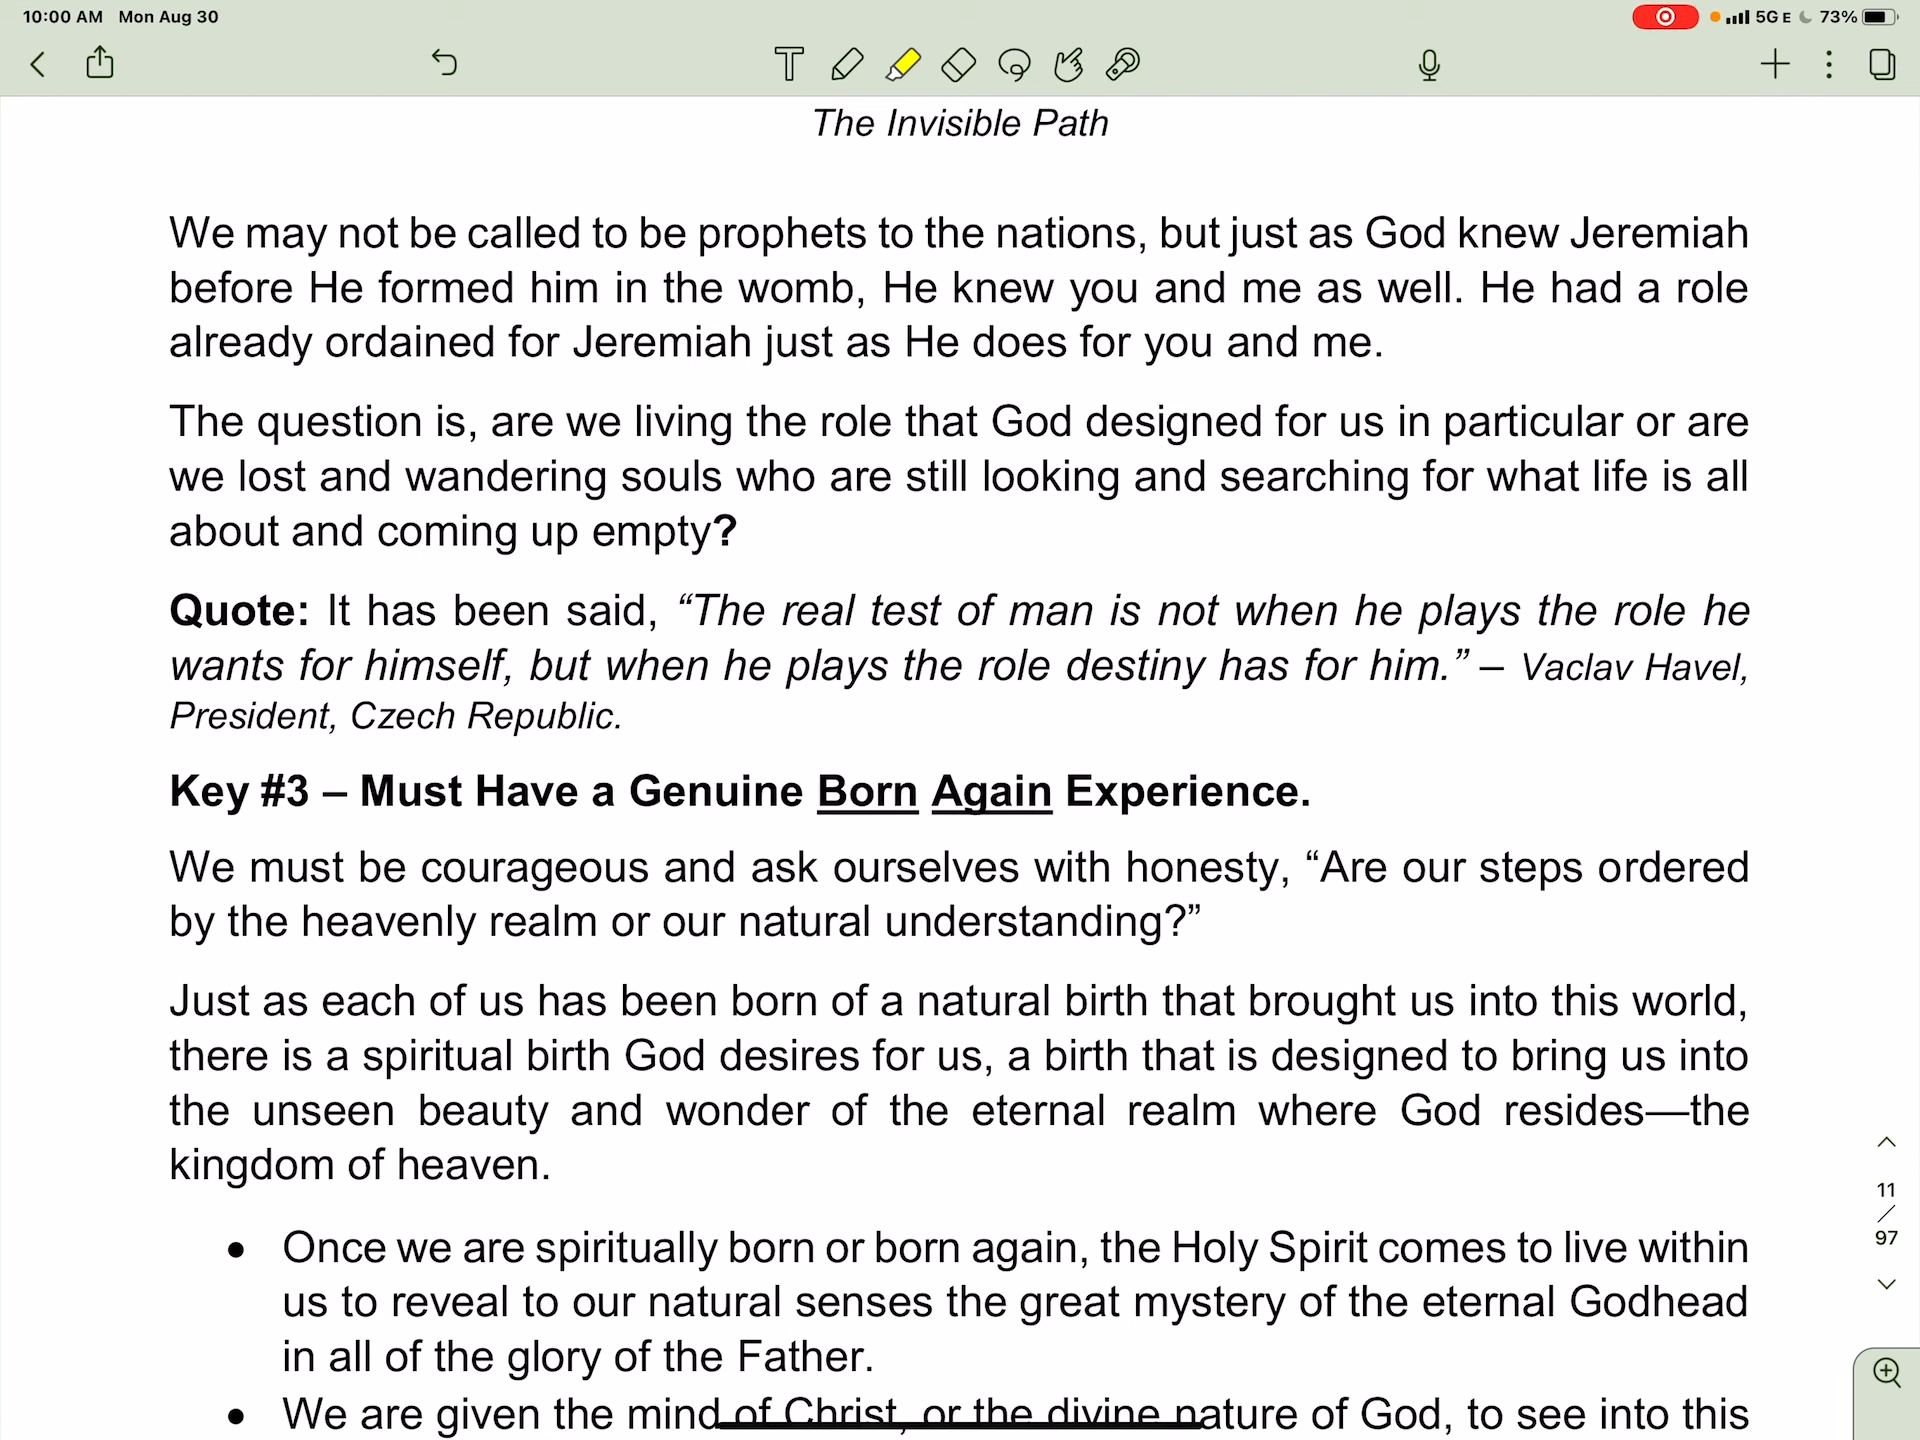 10:00 AM Mon Aug 30
5G E 73%
The Invisible Path
We may not be called to be prophets to the nations, but just as God knew Jeremiah
before He formed him in the womb, He knew you and me as well. He had a role
already ordained for Jeremiah just as He does for you and me.
The question is, are we living the role that God designed for us in particular or are
we lost and wandering souls who are still looking and searching for what life is all
about and coming up empty?
Quote: It has been said, “The real test of man is not when he plays the role he
wants for himself, but when he plays the role destiny has for him.” – Vaclav Havel,
President, Czech Republic.
Key #3 – Must Have a Genuine Born Again Experience.
We must be courageous and ask ourselves with honesty, “Are our steps ordered
by the heavenly realm or our natural understanding?”
Just as each of us has been born of a natural birth that brought us into this world,
there is a spiritual birth God desires for us, a birth that is designed to bring us into
the unseen beauty and wonder of the eternal realm where God resides—the
kingdom of heaven.
• Once we are spiritually born or born again, the Holy Spirit comes to live within
us to reveal to our natural senses the great mystery of the eternal Godhead
in all of the glory of the Father.
• We are given the mind of Christ, or the divine nature of God, to see into this
11
/
97